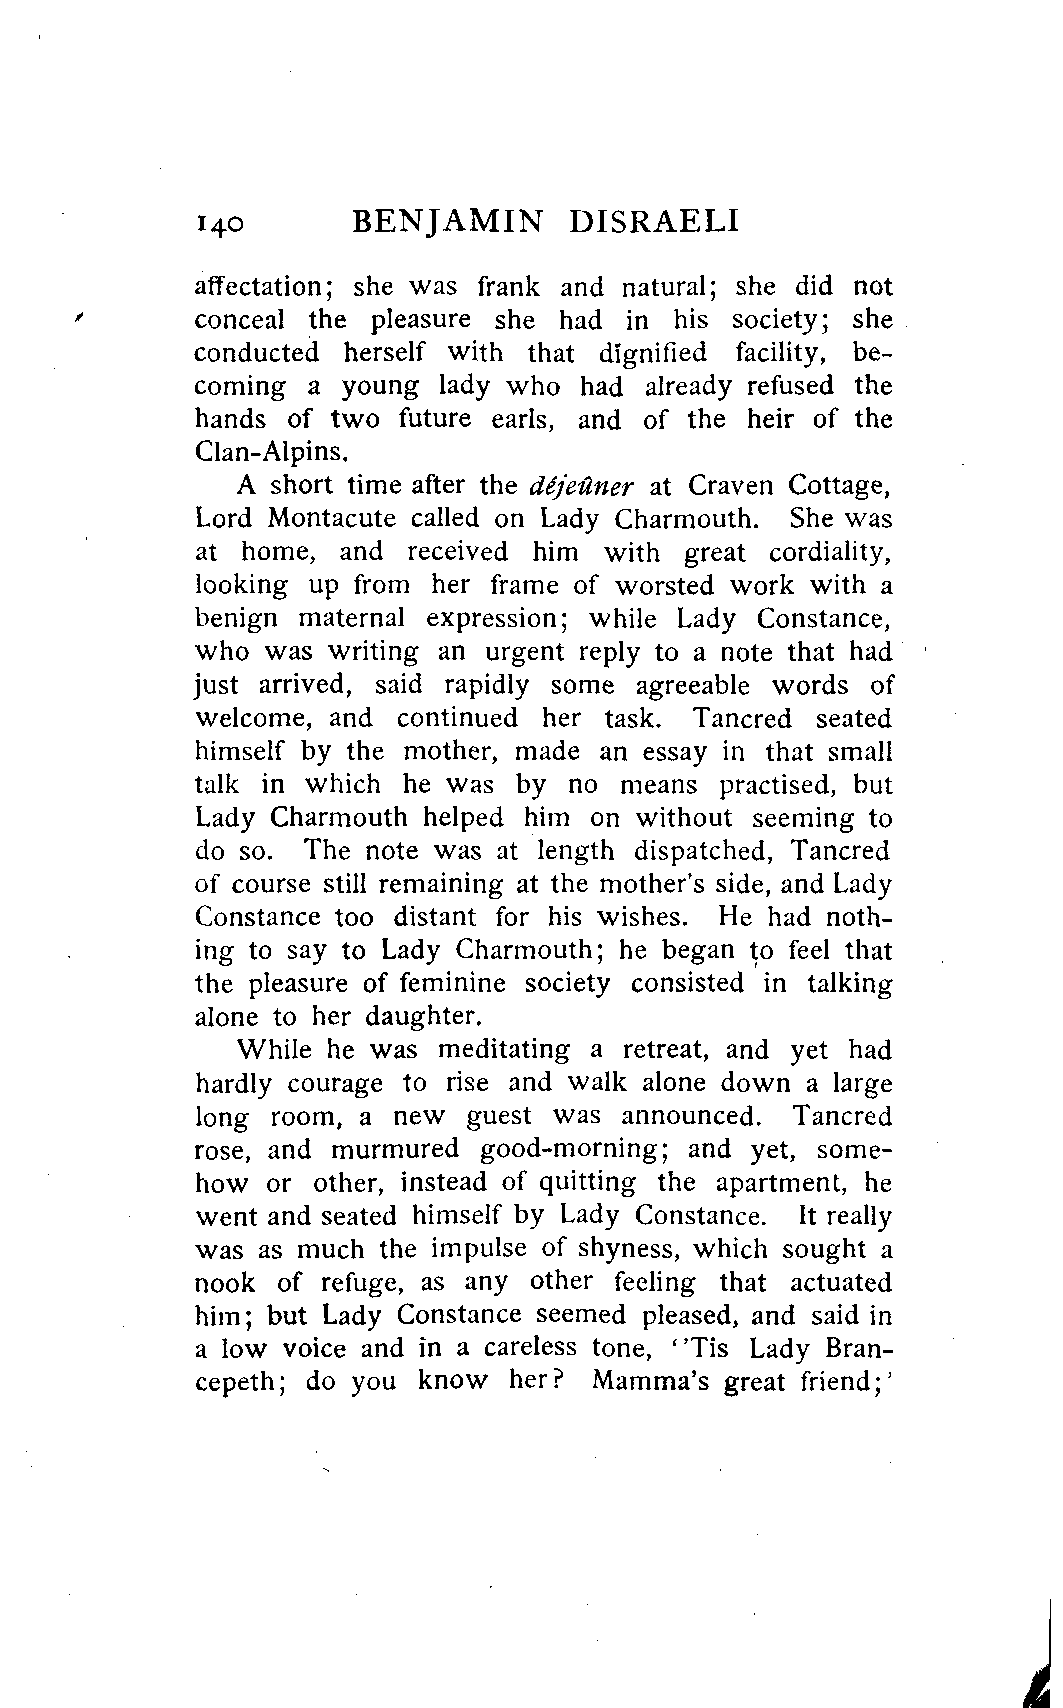 140 BENJAMIN DISRAELI
affectation; she was frank and natural; she did not
conceal the pleasure she had in his society; she
conducted herself with that dignified facility, be-
coming a young lady who had already refused the
hands of two future earls, and of the heir of the
Clan-Alpins.
A short time after the déjeûner at Craven Cottage,
Lord Montacute called on Lady Charmouth. She was
at home, and received him with great cordiality,
looking up from her frame of worsted work with a
benign maternal expression; while Lady Constance,
who was writing an urgent reply to a note that had
just arrived, said rapidly some agreeable words of
welcome, and continued her task. Tancred seated
himself by the mother, made an essay in that small
talk in which he was by no means practised, but
Lady Charmouth helped him on without seeming to
do so. The note was at length dispatched, Tancred
of course still remaining at the mother's side, and Lady
Constance too distant for his wishes. He had noth-
ing to say to Lady Charmouth; he began to feel that
the pleasure of feminine society consisted in talking
alone to her daughter.
While he was meditating a retreat, and yet had
hardly courage to rise and walk alone down a large
long room, a new guest was announced. Tancred
rose, and murmured good-morning; and yet, some-
how or other, instead of quitting the apartment, he
went and seated himself by Lady Constance. It really
was as much the impulse of shyness, which sought a
nook of refuge, as any other feeling that actuated
him; but Lady Constance seemed pleased, and said in
a low voice and in a careless tone, ‘'Tis Lady Bran-
cepeth; do you know her? Mamma's great friend;’